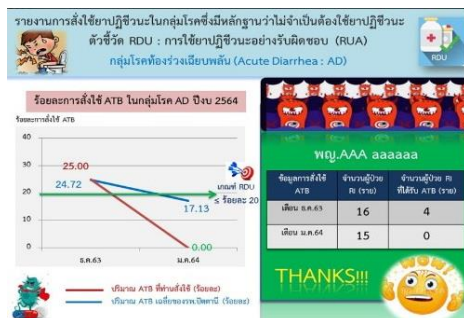 รายงานการสั่งใช้ยาปฏิชีวนะในกลุ่มโรคซึ่งมีหลักฐานว่าไม่จำเป็นต้องใช้ยาปฏิชีวนะ
ตัวชี้วัด RDU : การใช้ยาปฏิชีวนะอย่างรับผิดชอบ (RUA)
กลุ่มโรคท้องร่วงเฉียบพลัน (Acute Diarrhea : AD)
RDU
ร้อยละการสั่งใช้ ATB ในกลุ่มโรค AD ปีงบ 2564
ร้อยละการสั่งใช้ ATB
40
30
20
10
0
25.00
24.72
17.13
0.00
เกณฑ์ RDU
≤ ร้อยละ 20
ธ.ค.63
ม.ค.64
ปริมาณ ATB ที่ท่านสั่งใช้ (ร้อยละ)
ปริมาณ ATB เฉลี่ยของรพ.ปัตตานี (ร้อยละ)
พญ.AAA aaaaaa
ข้อมูลการสั่งใช้ ATB
จำนวนผู้ป่วย RI (ราย)
จำนวนผู้ป่วย RI ที่ได้รับ ATB (ราย)
เดือน ธ.ค.63 16 4
เดือน ม.ค.64 15 0
THANKS!!!
WOW!